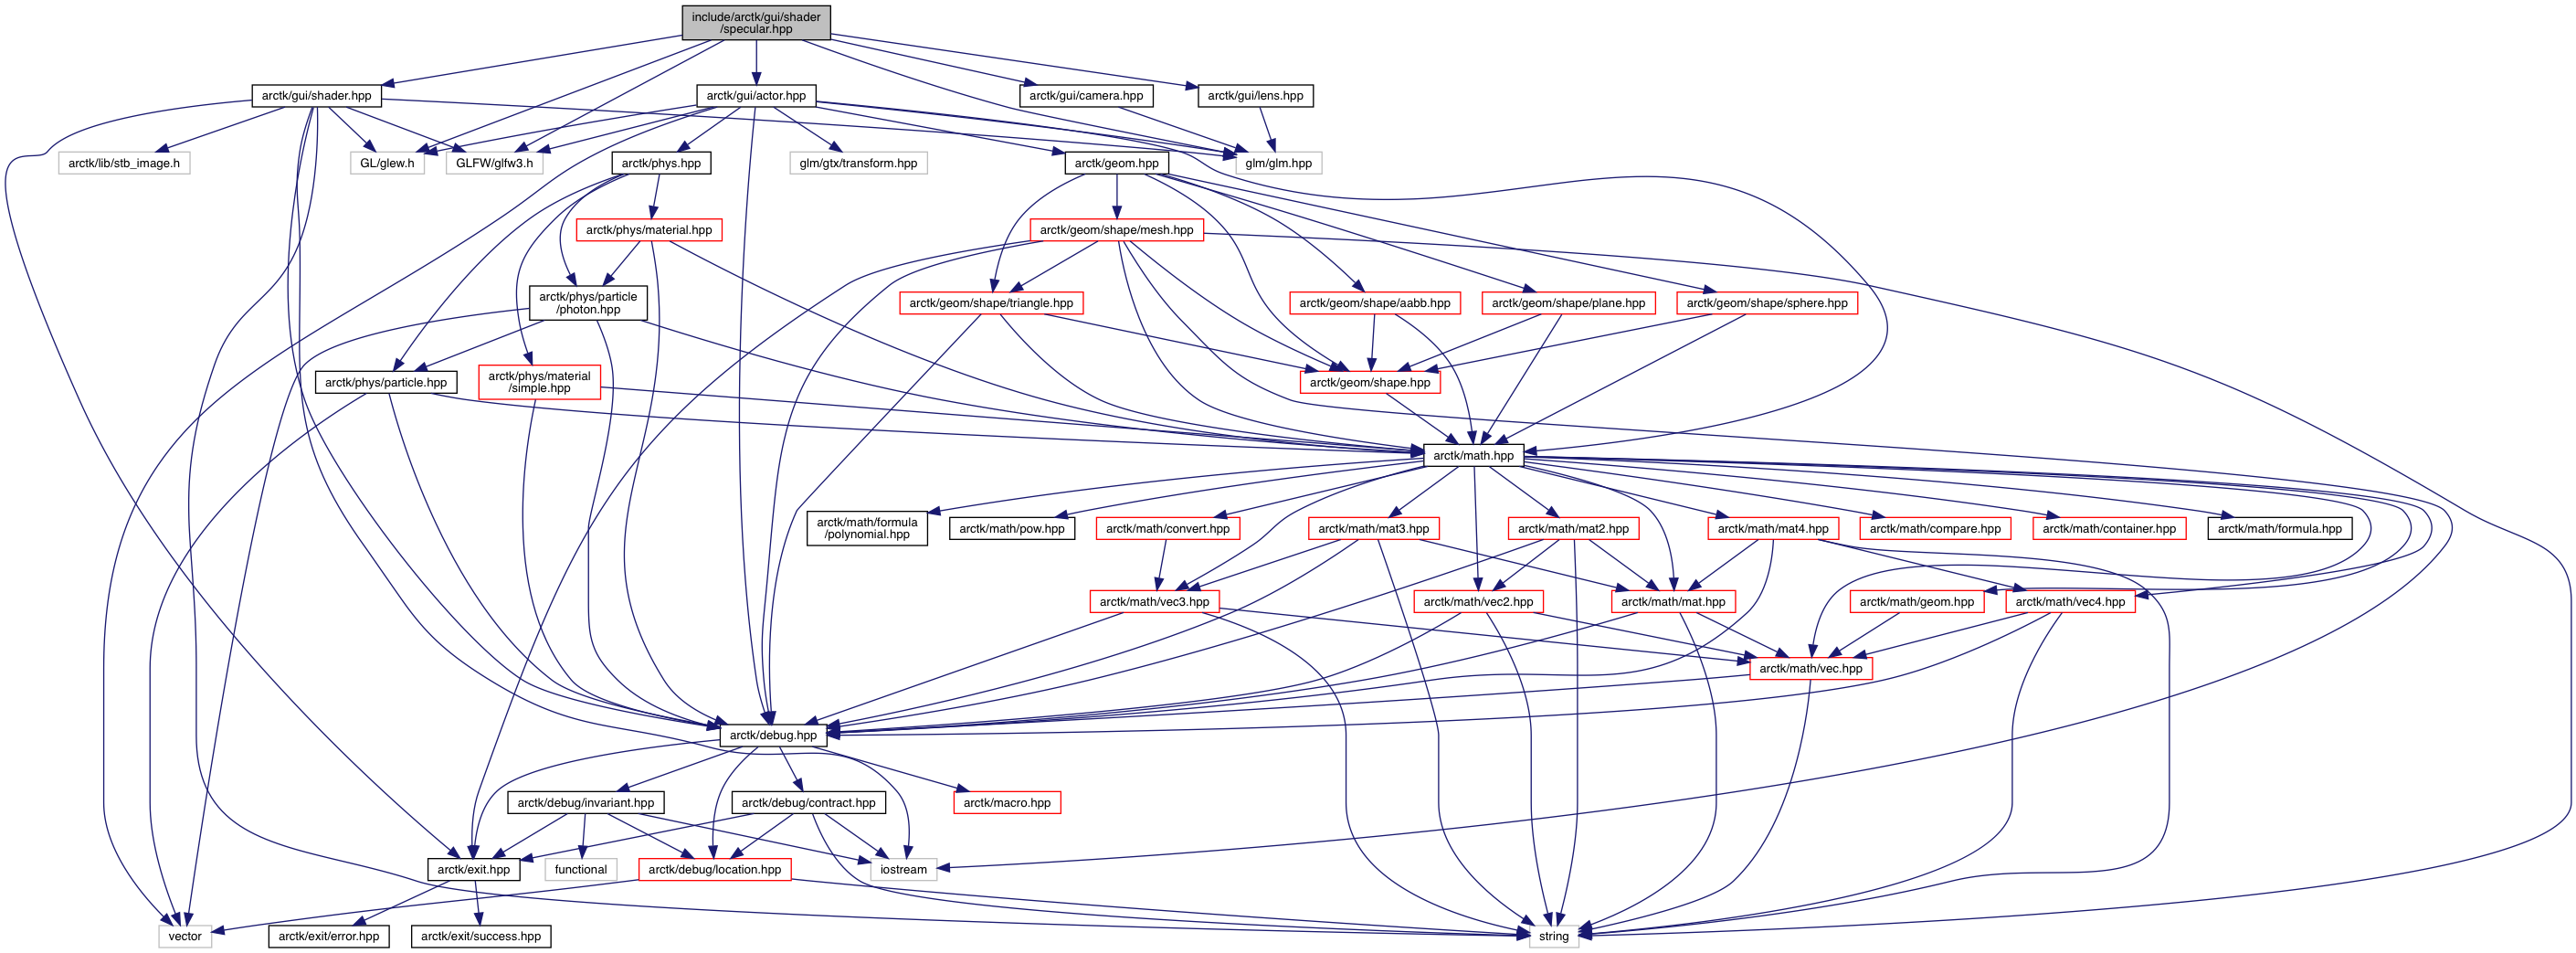 include/arctk/gui/shader
/specular.hpp
arctk/gui/shader.hpp
arctk/gui/actor.hpp
arctk/gui/camera.hpp
arctk/gui/lens.hpp
arctk/lib/stb_image.h
GL/glew.h
GLFW/glfw3.h
arctk/phys.hpp
glm/gtx/transform.hpp
arctk/geom.hpp
glm/glm.hpp
arctk/phys/material.hpp
arctk/geom/shape/mesh.hpp
arctk/phys/particle
/photon.hpp
arctk/geom/shape/triangle.hpp
arctk/geom/shape/aabb.hpp
arctk/geom/shape/plane.hpp
arctk/geom/shape/sphere.hpp
arctk/phys/particle.hpp
arctk/phys/material
/simple.hpp
arctk/geom/shape.hpp
arctk/math.hpp
arctk/math/formula
/polynomial.hpp
arctk/math/pow.hpp
arctk/math/convert.hpp
arctk/math/mat3.hpp
arctk/math/mat2.hpp
arctk/math/mat4.hpp
arctk/math/compare.hpp
arctk/math/container.hpp
arctk/math/formula.hpp
arctk/math/vec3.hpp
arctk/math/vec2.hpp
arctk/math/mat.hpp
arctk/math/geom.hpp
arctk/math/vec4.hpp
arctk/math/vec.hpp
arctk/debug.hpp
arctk/debug/invariant.hpp
arctk/debug/contract.hpp
arctk/macro.hpp
arctk/exit.hpp
functional
arctk/debug/location.hpp
iostream
vector
arctk/exit/error.hpp
arctk/exit/success.hpp
string